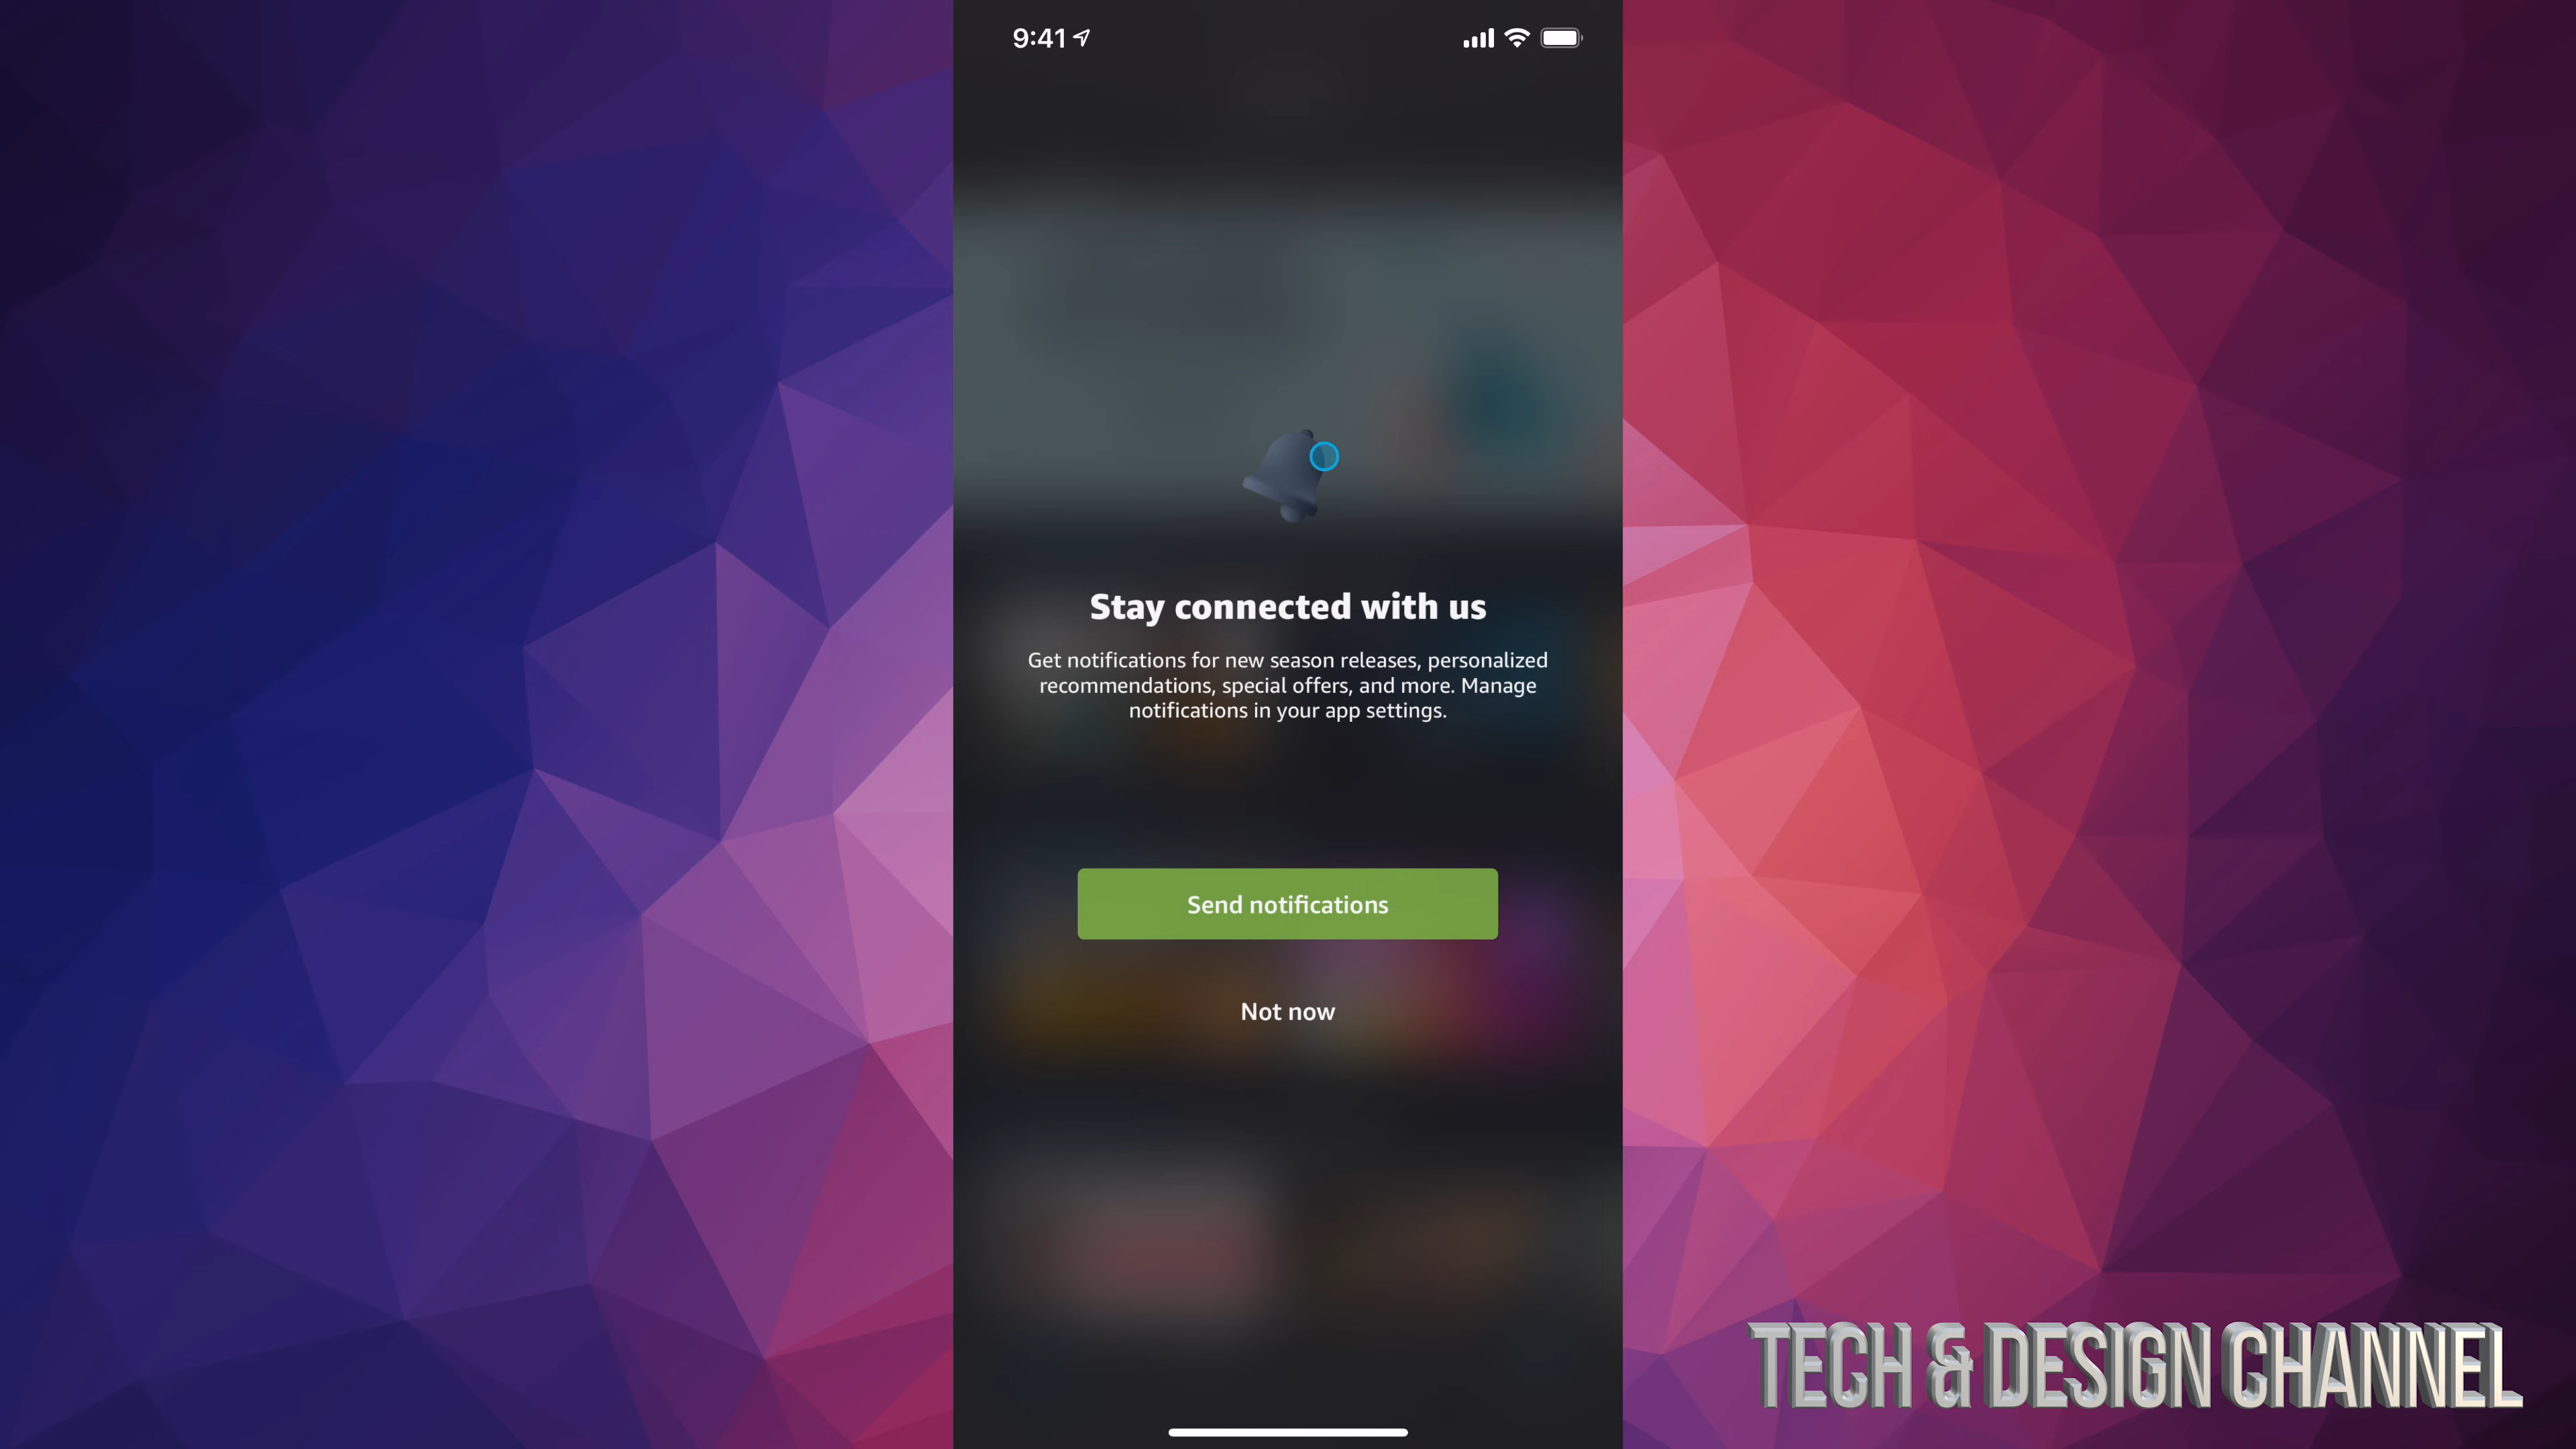 9:41
Stay connected with us
Get notifications for new season releases, personalized
recommendations, special offers, and more. Manage
notifications in your app settings.
Send notifications
Not now
TECH & DESIGN CHANNEL